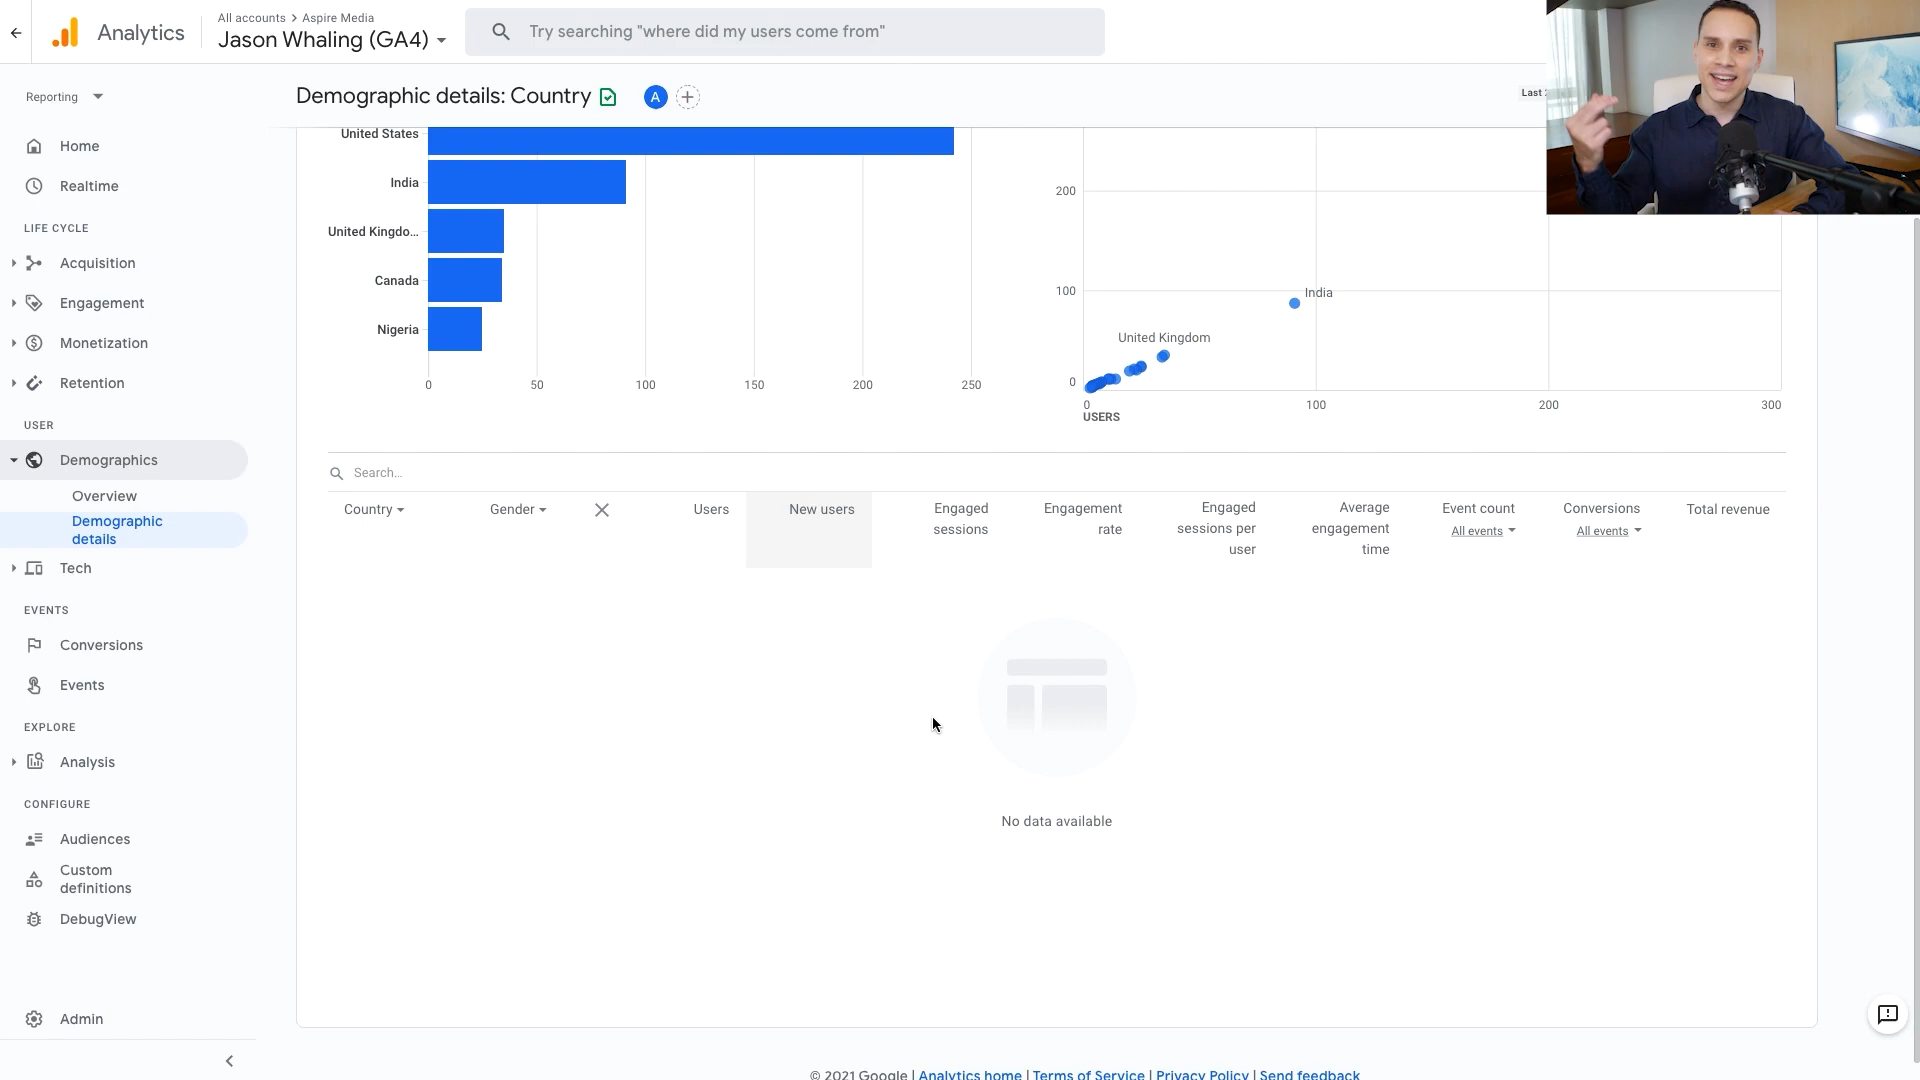 All accounts > Aspire Media
Analytics
Jason Whaling (GA4)
Try searching "where did my users come from"
Reporting
Demographic details: Country
A
Last
Home
Realtime
LIFE CYCLE
Acquisition
Engagement
Monetization
Retention
USER
Demographics
Overview
Demographic
details
Tech
EVENTS
Conversions
Events
EXPLORE
Analysis
CONFIGURE
Audiences
Custom
definitions
DebugView
Admin
United States
India
United Kingdo...
Canada
Nigeria
0 50 100 150 200 250
200
100
0
India
United Kingdom
0 100 200 300
USERS
Search...
Country
Gender
Users
New users
Engaged
sessions
Engagement
rate
Engaged
sessions per
user
Average
engagement
time
Event count
All events
Conversions
All events
Total revenue
No data available
© 2021 Google | Analytics home | Terms of Service | Privacy Policy | Send feedback